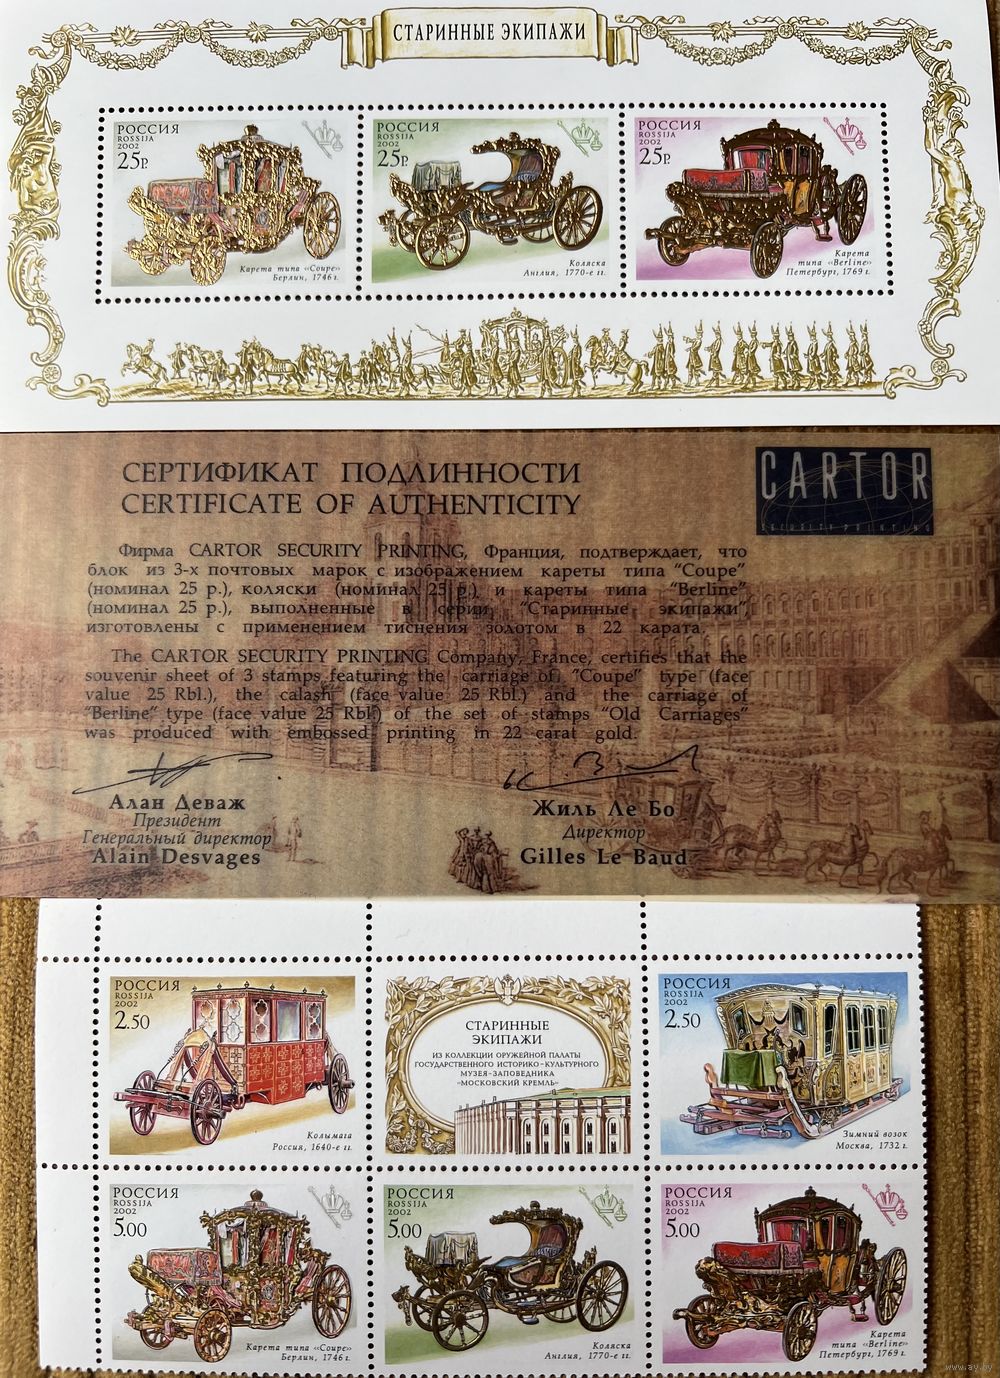 СТАРИННЫЕ ЭКИПАЖИ
РОССИЯ
ROSSIJA
2002
25р.
Карета типа «Coupe»
Берлин, 1746 г.
РОССИЯ
ROSSIJA
2002
25р.
Коляска
Англия, 1770-е гг.
РОССИЯ
ROSSIJA
2002
25р.
Карета
типа «Berline»
Петербург, 1769 г.
СЕРТИФИКАТ ПОДЛИННОСТИ
CERTIFICATE OF AUTHENTICITY
CARTOR
SECURITY PRINTING
Фирма CARTOR SECURITY PRINTING, Франция, подтверждает, что
блок из 3-х почтовых марок с изображением кареты типа "Coupe"
(номинал 25 р.), коляски (номинал 25 р.) и кареты типа "Berline"
(номинал 25 р.), выполненные в серии "Старинные экипажи",
изготовлены с применением тиснения золотом в 22 карата.
The CARTOR SECURITY PRINTING Company, France, certifies that the
souvenir sheet of 3 stamps featuring the carriage of "Coupe" type (face
value 25 Rbl.), the calash (face value 25 Rbl.) and the carriage of
"Berline" type (face value 25 Rbl.) of the set of stamps "Old Carriages"
was produced with embossed printing in 22 carat gold.
Алан Деваж
Президент
Генеральный директор
Alain Desvages
Жиль Ле Бо
Директор
Gilles Le Baud
РОССИЯ
ROSSIJA
2002
2.50
Колымага
Россия, 1640-е гг.
СТАРИННЫЕ
ЭКИПАЖИ
ИЗ КОЛЛЕКЦИИ ОРУЖЕЙНОЙ ПАЛАТЫ
ГОСУДАРСТВЕННОГО ИСТОРИКО-КУЛЬТУРНОГО
МУЗЕЯ-ЗАПОВЕДНИКА
«МОСКОВСКИЙ КРЕМЛЬ»
РОССИЯ
ROSSIJA
2002
2.50
Зимний возок
Москва, 1732 г.
РОССИЯ
ROSSIJA
2002
5.00
Карета типа «Coupe»
Берлин, 1746 г.
РОССИЯ
ROSSIJA
2002
5.00
Коляска
Англия, 1770-е гг.
РОССИЯ
ROSSIJA
2002
5.00
Карета
типа «Berline»
Петербург, 1769 г.
www.ay.by